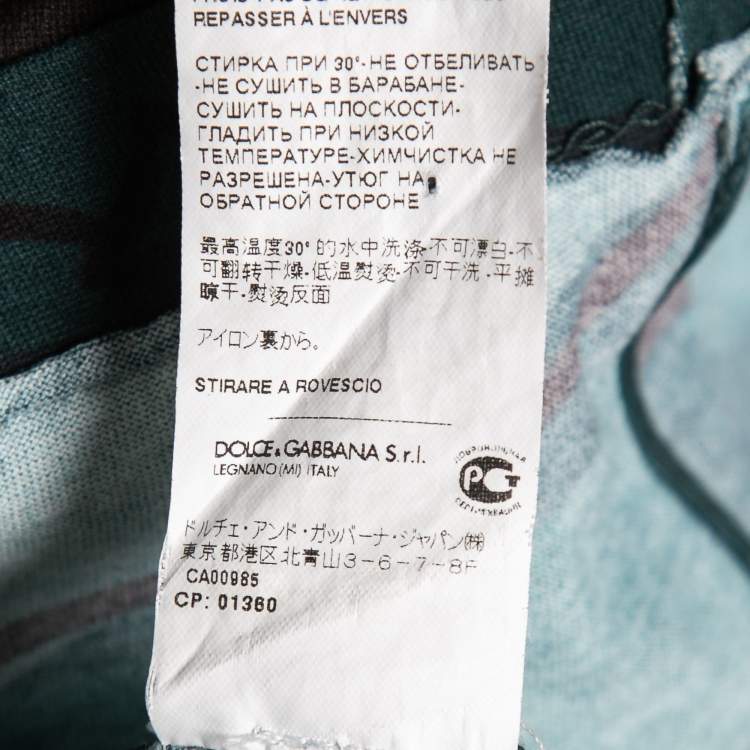 REPASSER À L'ENVERS
СТИРКА ПРИ 30°-НЕ ОТБЕЛИВАТЬ
-НЕ СУШИТЬ В БАРАБАНЕ-
СУШИТЬ НА ПЛОСКОСТИ-
ГЛАДИТЬ ПРИ НИЗКОЙ
ТЕМПЕРАТУРЕ-ХИМЧИСТКА НЕ
РАЗРЕШЕНА-УТЮГ НА
ОБРАТНОЙ СТОРОНЕ
最高温度30°的水中洗涤-不可漂白-不
可翻转干燥-低温熨烫-不可干洗-平摊
晾干-熨烫反面
アイロン裏から。
STIRARE A ROVESCIO
DOLCE&GABBANA S.r.l.
LEGNANO (MI) ITALY
ДОБРОВОЛЬНАЯ
РСТ
СЕРТИФИКАЦИЯ
ドルチェ・アンド・ガッバーナ・ジャパン㈱
東京都港区北青山3-6-7-8F
CA00985
CP: 01360